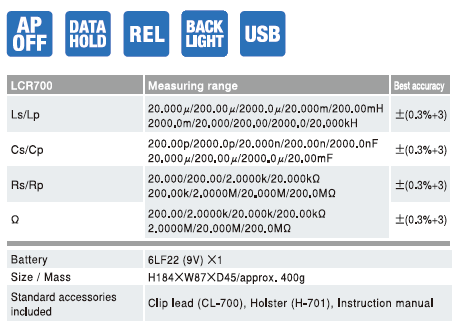 AP OFF
DATA HOLD
REL
BACK LIGHT
USB
LCR700 Measuring range Best accuracy
Ls/Lp 20.000μ/200.00μ/2000.0μ/20.000m/200.00mH ±(0.3%+3)
2000.0m/20.000/200.00/2000.0/20.000kH
Cs/Cp 200.00p/2000.0p/20.000n/200.00n/2000.0nF ±(0.3%+3)
20.000μ/200.00μ/2000.0μ/20.00mF
Rs/Rp 20.000/200.00/2.0000k/20.000kΩ ±(0.3%+3)
200.00k/2.0000M/20.000M/200.0MΩ
Ω 200.00/2.0000k/20.000k/200.00kΩ ±(0.3%+3)
2.0000M/20.000M/200.0MΩ
Battery 6LF22 (9V) ×1
Size / Mass H184×W87×D45/approx. 400g
Standard accessories included Clip lead (CL-700), Holster (H-701), Instruction manual